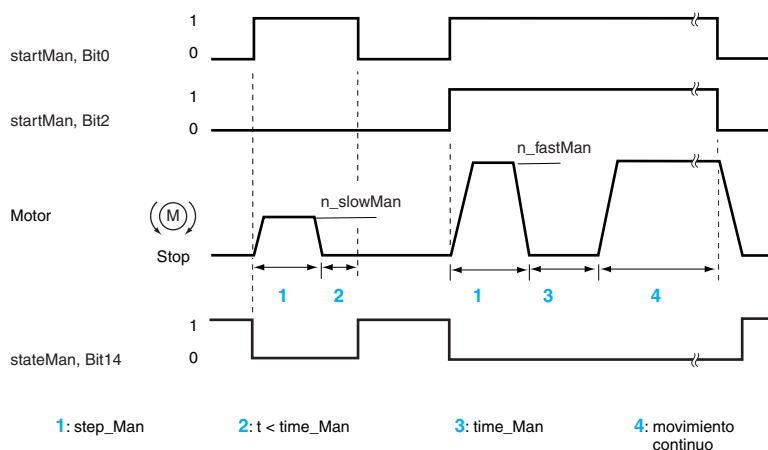 1
startMan, Bit0
0
1
startMan, Bit2
0
n_fastMan
n_slowMan
Motor
M
Stop
1
2
1
3
4
1
stateMan, Bit14
0
1: step_Man
2: t < time_Man
3: time_Man
4: movimiento
continuo